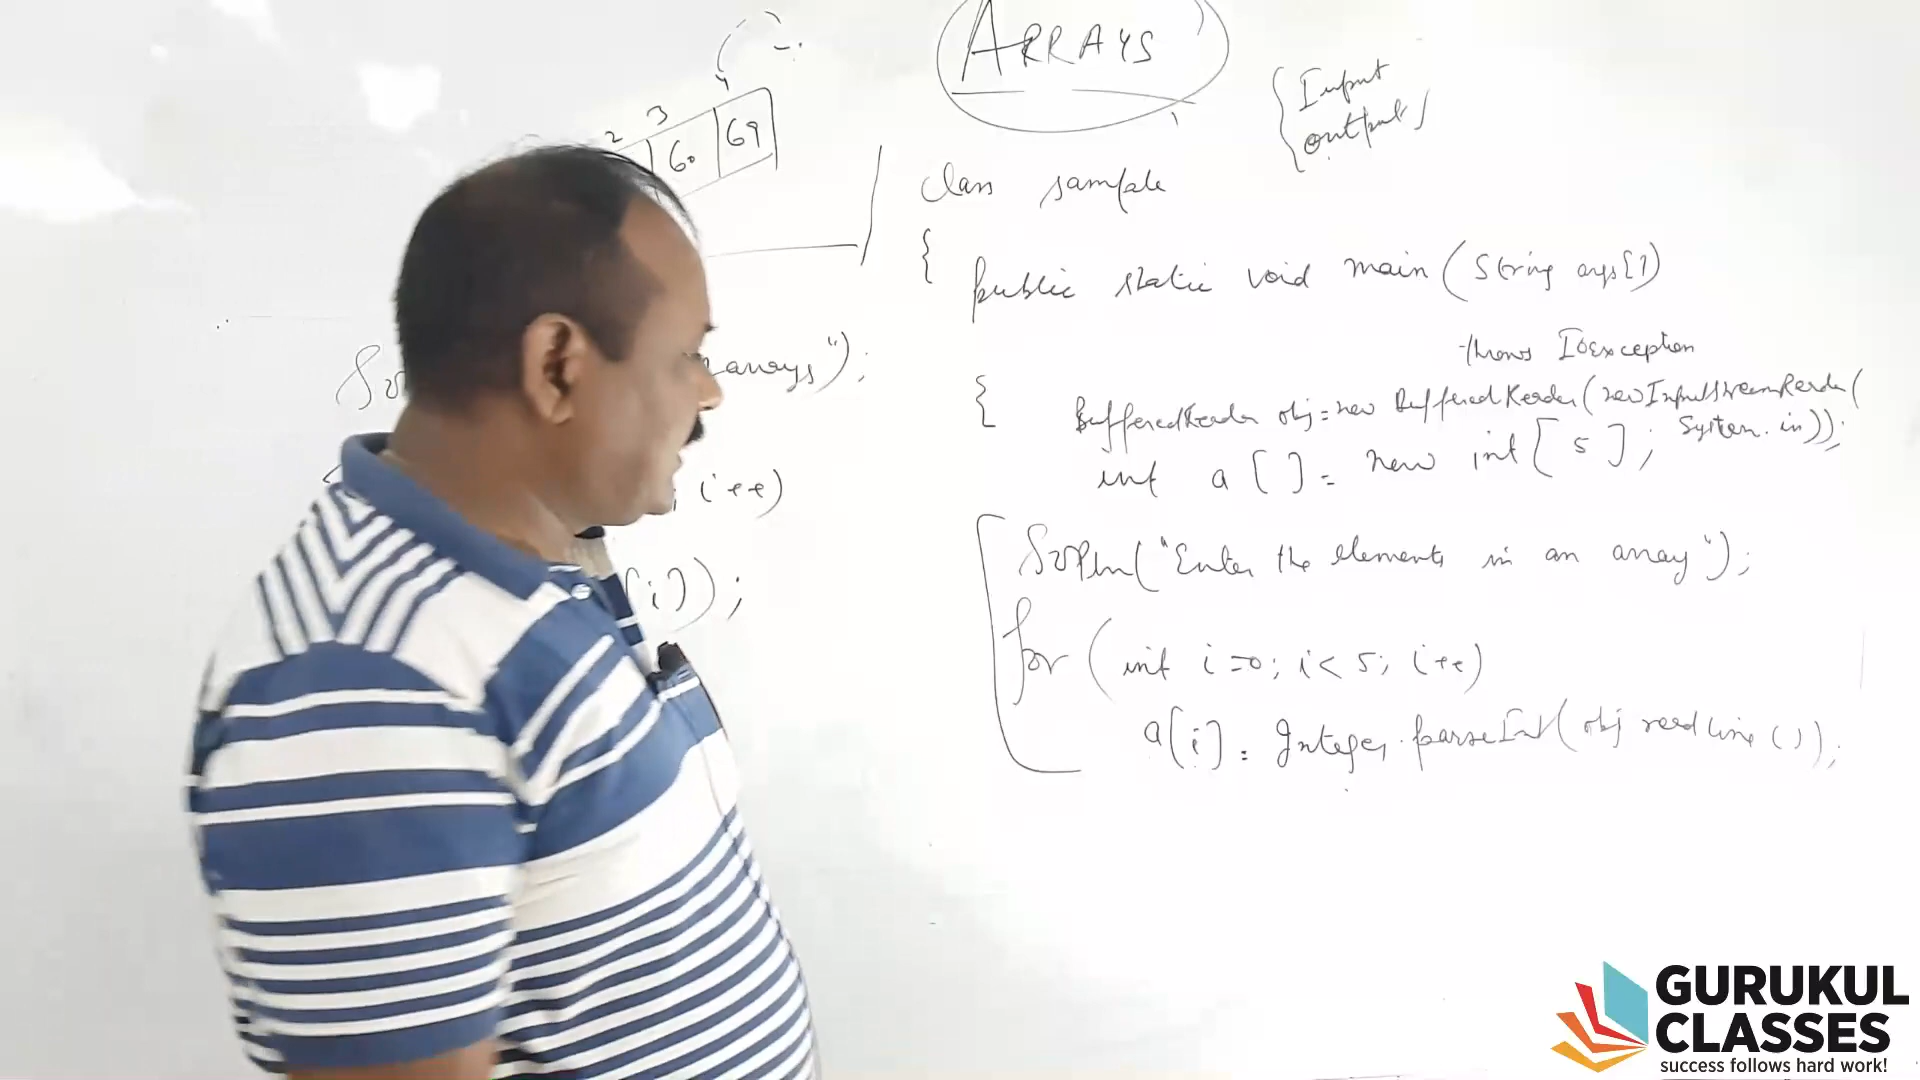 ARRAYS
{ Input
output }
2 3 4
60 69
class sample
{
public static void main (String args[])
throws IOexception
{
BufferedReader obj = new BufferedReader(new InputStreamReader(
System.in));
int a [ ] = new int [ 5 ] ;
SOPln("Enter the elements in an array");
for ( int i =0; i < 5; i++)
a[i] = Integer.parseInt(obj readline ());
arrays");
; i++)
[i]);
GURUKUL
CLASSES
success follows hard work!